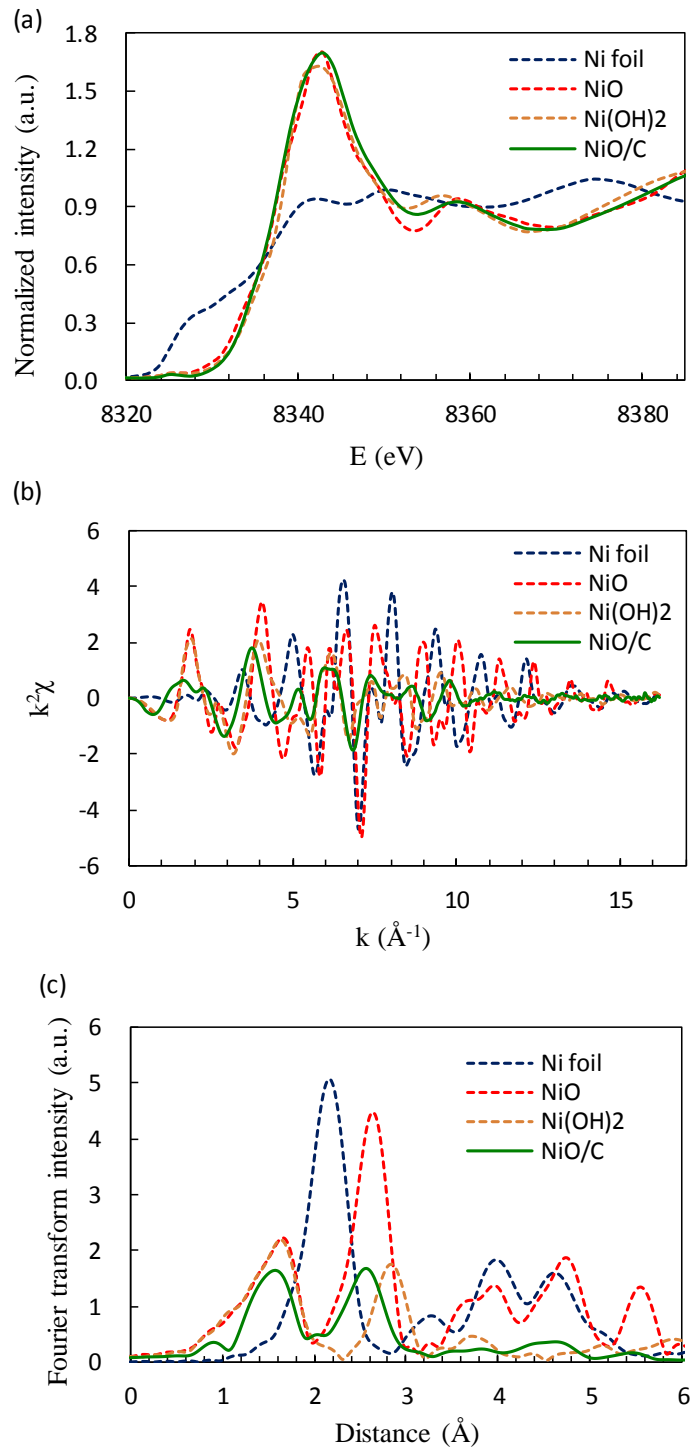 (a)
Normalized intensity (a.u.)
1.8
1.5
1.2
0.9
0.6
0.3
0.0
Ni foil
NiO
Ni(OH)2
NiO/C
8320 8340 8360 8380
E (eV)
(b)
k²χ
6
4
2
0
-2
-4
-6
Ni foil
NiO
Ni(OH)2
NiO/C
0 5 10 15
k (Å⁻¹)
(c)
Fourier transform intensity (a.u.)
6
5
4
3
2
1
0
Ni foil
NiO
Ni(OH)2
NiO/C
0 1 2 3 4 5 6
Distance (Å)